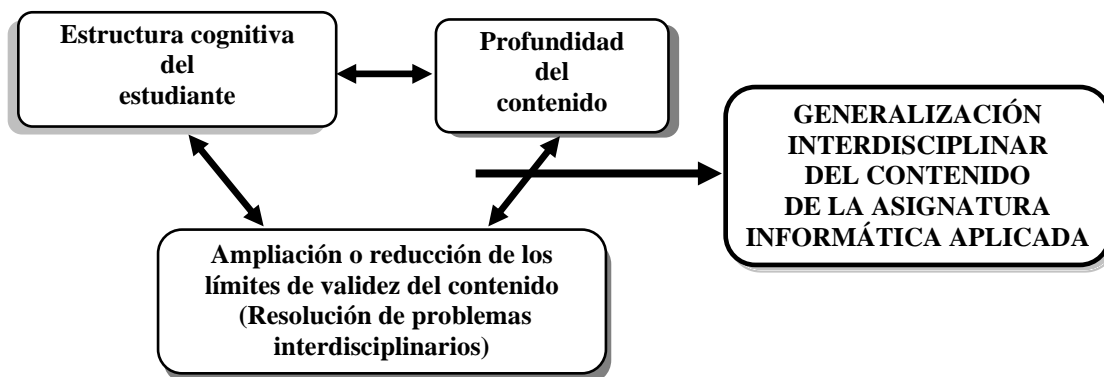 Estructura cognitiva
del
estudiante
Profundidad
del
contenido
GENERALIZACIÓN
INTERDISCIPLINAR
DEL CONTENIDO
DE LA ASIGNATURA
INFORMÁTICA APLICADA
Ampliación o reducción de los
límites de validez del contenido
(Resolución de problemas
interdisciplinarios)